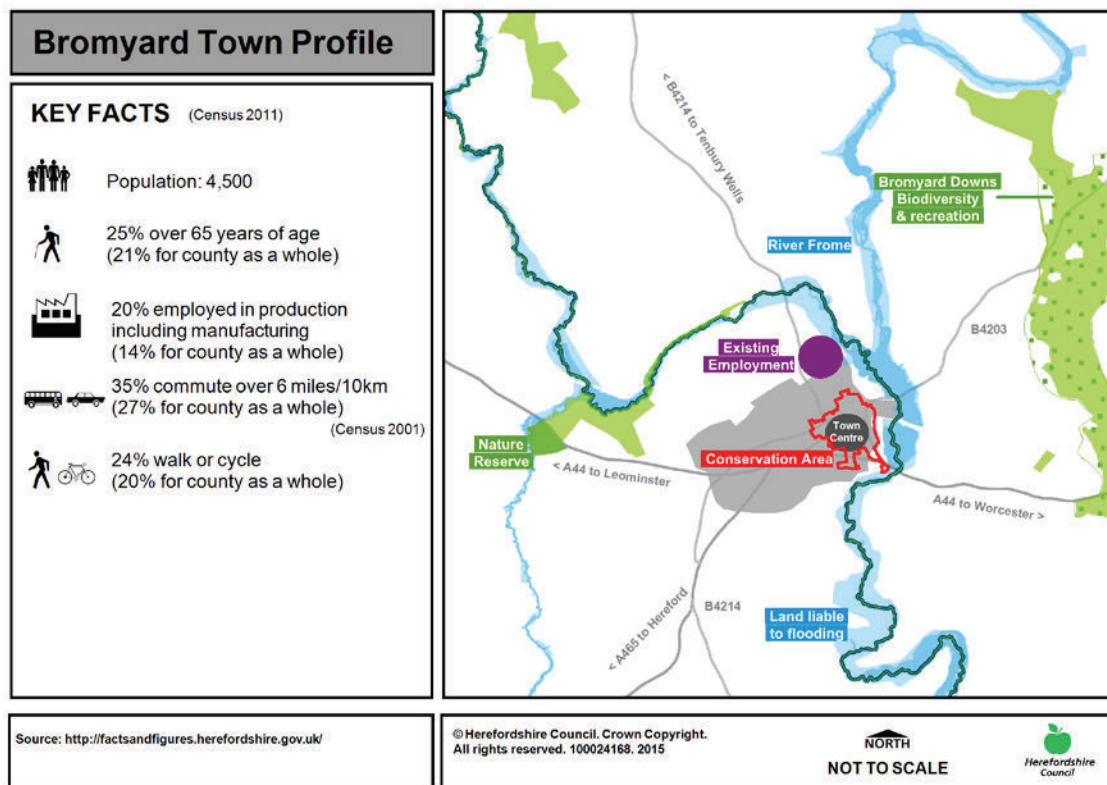 Bromyard Town Profile
KEY FACTS (Census 2011)
Population: 4,500
25% over 65 years of age
(21% for county as a whole)
20% employed in production
including manufacturing
(14% for county as a whole)
35% commute over 6 miles/10km
(27% for county as a whole)
(Census 2001)
24% walk or cycle
(20% for county as a whole)
< B4214 to Tenbury Wells
Bromyard Downs
Biodiversity
& recreation
River Frome
B4203
Existing
Employment
Town
Centre
Nature
Reserve
Conservation Area
< A44 to Leominster
A44 to Worcester >
B4214
< A465 to Hereford
Land liable
to flooding
Source: http://factsandfigures.herefordshire.gov.uk/
© Herefordshire Council. Crown Copyright.
All rights reserved. 100024168. 2015
NORTH
NOT TO SCALE
Herefordshire
Council